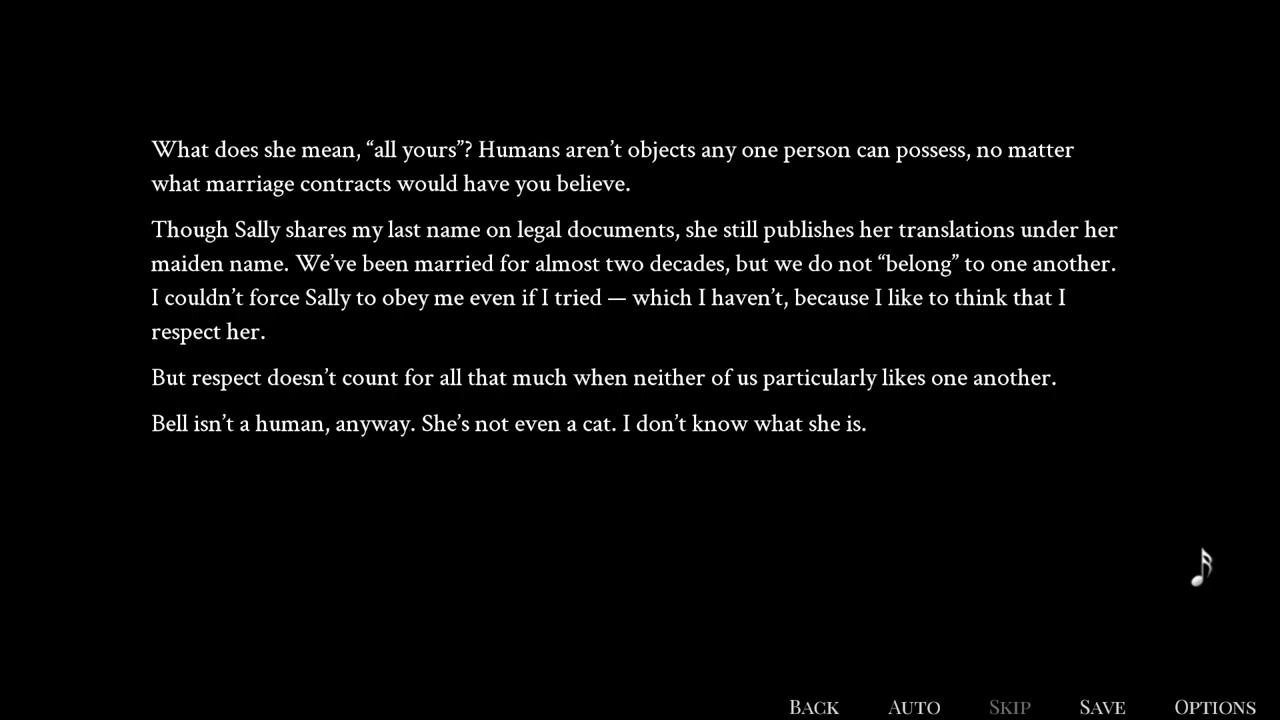 What does she mean, “all yours”? Humans aren’t objects any one person can possess, no matter
what marriage contracts would have you believe.
Though Sally shares my last name on legal documents, she still publishes her translations under her
maiden name. We’ve been married for almost two decades, but we do not “belong” to one another.
I couldn’t force Sally to obey me even if I tried — which I haven’t, because I like to think that I
respect her.
But respect doesn’t count for all that much when neither of us particularly likes one another.
Bell isn’t a human, anyway. She’s not even a cat. I don’t know what she is.
Back Auto Skip Save Options